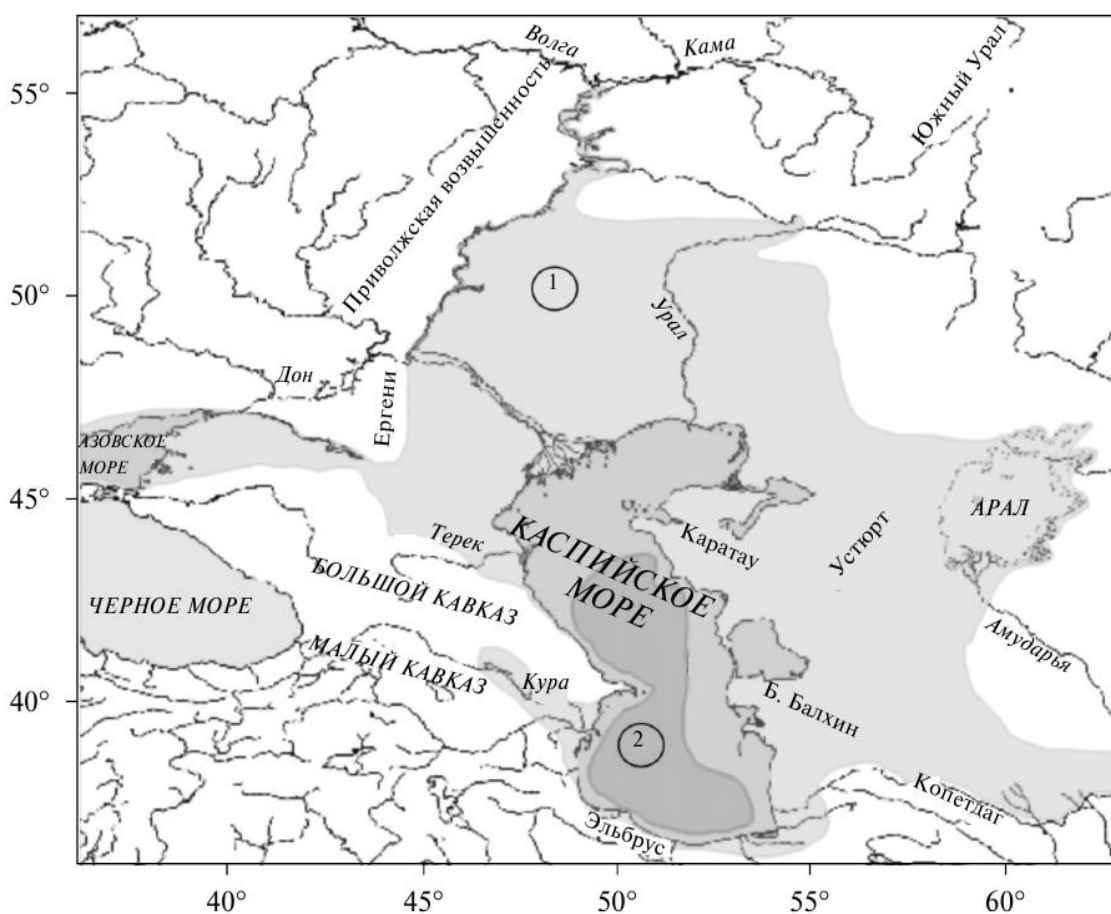 Волга
Кама
Южный Урал
55°
Приволжская возвышенность
1
50°
Урал
Дон
Ергени
АЗОВСКОЕ
МОРЕ
45°
АРАЛ
КАСПИЙСКОЕ
МОРЕ
Каратау
Устюрт
Терек
БОЛЬШОЙ КАВКАЗ
ЧЕРНОЕ МОРЕ
Амударья
МАЛЫЙ КАВКАЗ
Кура
40°
Б. Балхин
2
Копетдаг
Эльбрус
40°
45°
50°
55°
60°